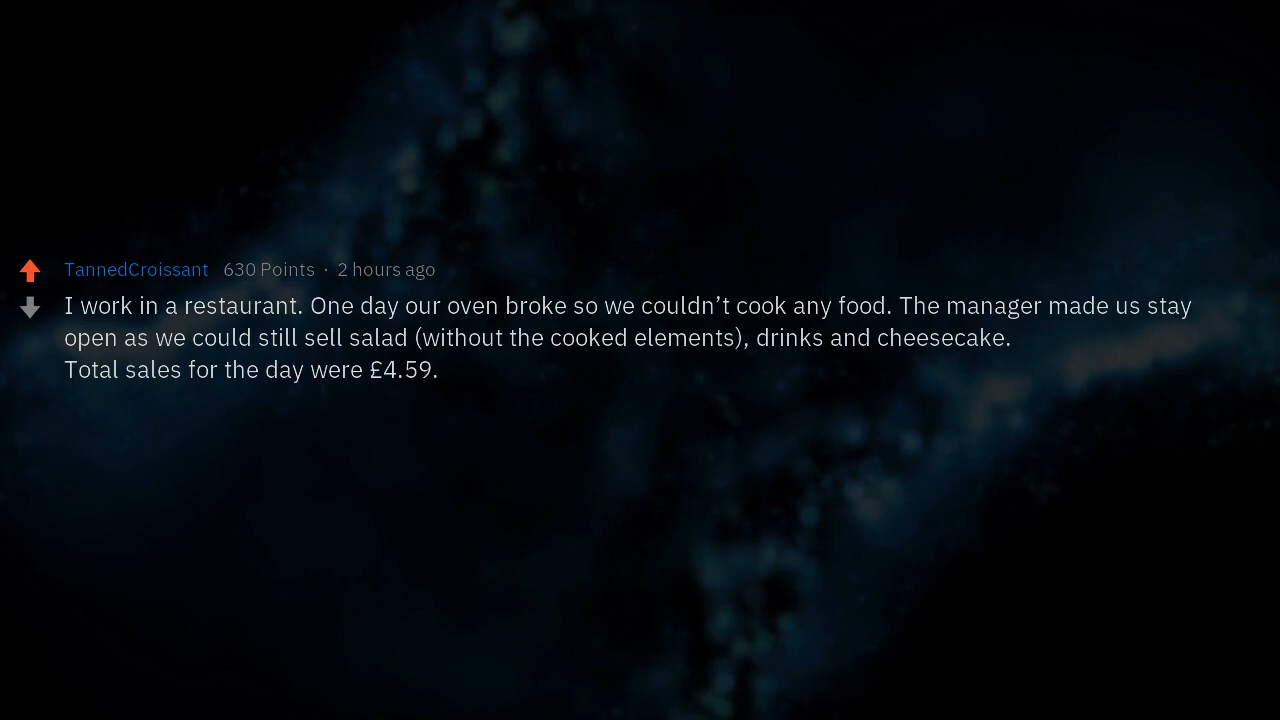 TannedCroissant 630 Points · 2 hours ago
I work in a restaurant. One day our oven broke so we couldn’t cook any food. The manager made us stay
open as we could still sell salad (without the cooked elements), drinks and cheesecake.
Total sales for the day were £4.59.